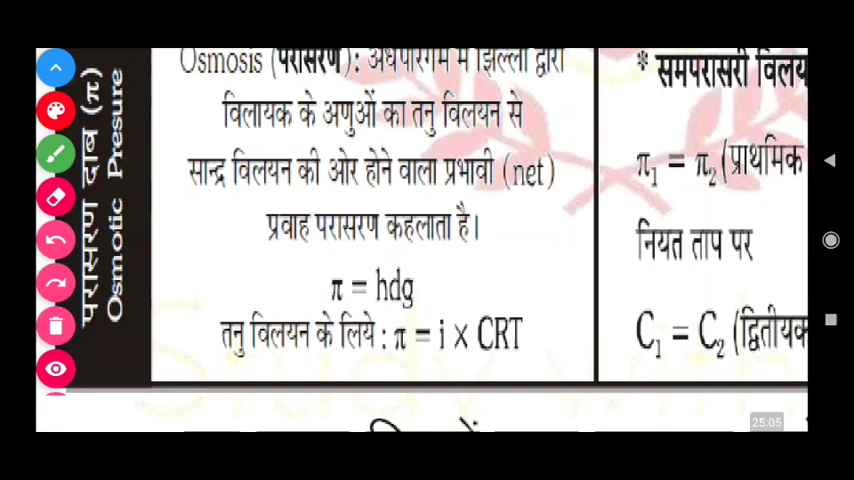 परासरण दाब (π)
Osmotic Presure
Osmosis (परासरण): अर्धपारगम्य झिल्ली द्वारा
विलायक के अणुओं का तनु विलयन से
सान्द्र विलयन की ओर होने वाला प्रभावी (net)
प्रवाह परासरण कहलाता है।
π = hdg
तनु विलयन के लिये : π = i × CRT
* समपरासरी विलय
π₁ = π₂ (प्राथमिक
नियत ताप पर
C₁ = C₂ (द्वितीयक
25:05